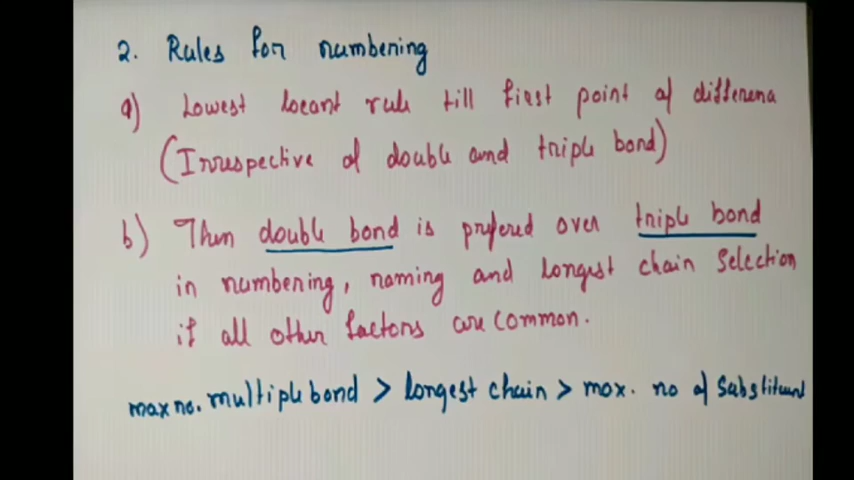 2. Rules for numbering
a) Lowest locant rule till first point of difference
(Irrespective of double and triple bond)
b) Then double bond is prefered over triple bond
in numbering, naming and longest chain selection
if all other factors are common.
max no. multiple bond > longest chain > max. no of substituent